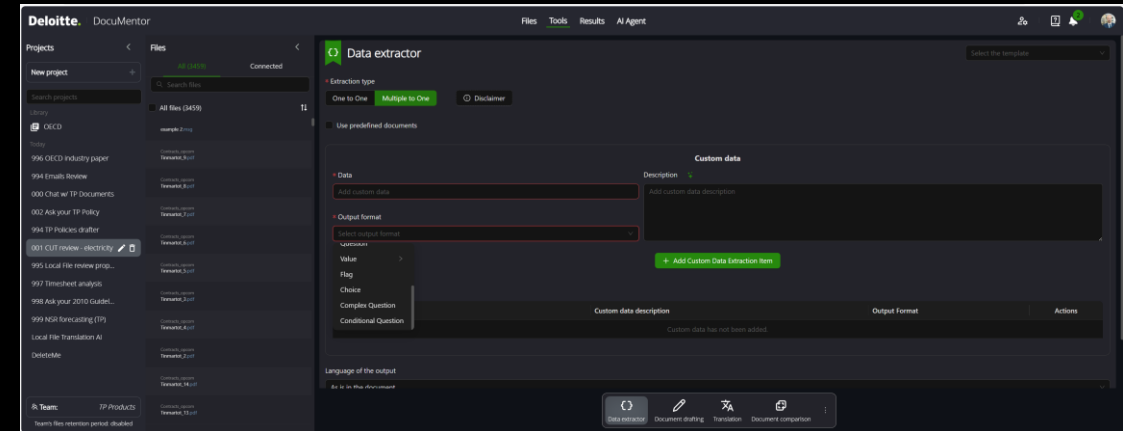 Deloitte. DocuMentor
Files Tools Results AI Agent
2
Projects
New project
Search projects
Library
OECD
Today
996 OECD industry paper
994 Emails Review
000 Chat w/ TP Documents
002 Ask your TP Policy
994 TP Policies drafter
001 CUT review - electricity
995 Local File review prop...
997 Timesheet analysis
998 Ask your 2010 Guidel...
999 NSR forecasting (TP)
Local File Translation AI
DeleteMe
Team: TP Products
Team's files retention period: disabled
Files
All (3459) Connected
Search files
All files (3459)
Data extractor
Select the template
* Extraction type
One to One Multiple to One Disclaimer
Use predefined documents
Custom data
* Data
Add custom data
Description
Add custom data description
* Output format
Select output format
Question
Value
Flag
Choice
Complex Question
Conditional Question
+ Add Custom Data Extraction Item
Custom data description Output Format Actions
Custom data has not been added
Language of the output
As is in the document
Data extractor Document drafting Translation Document comparison